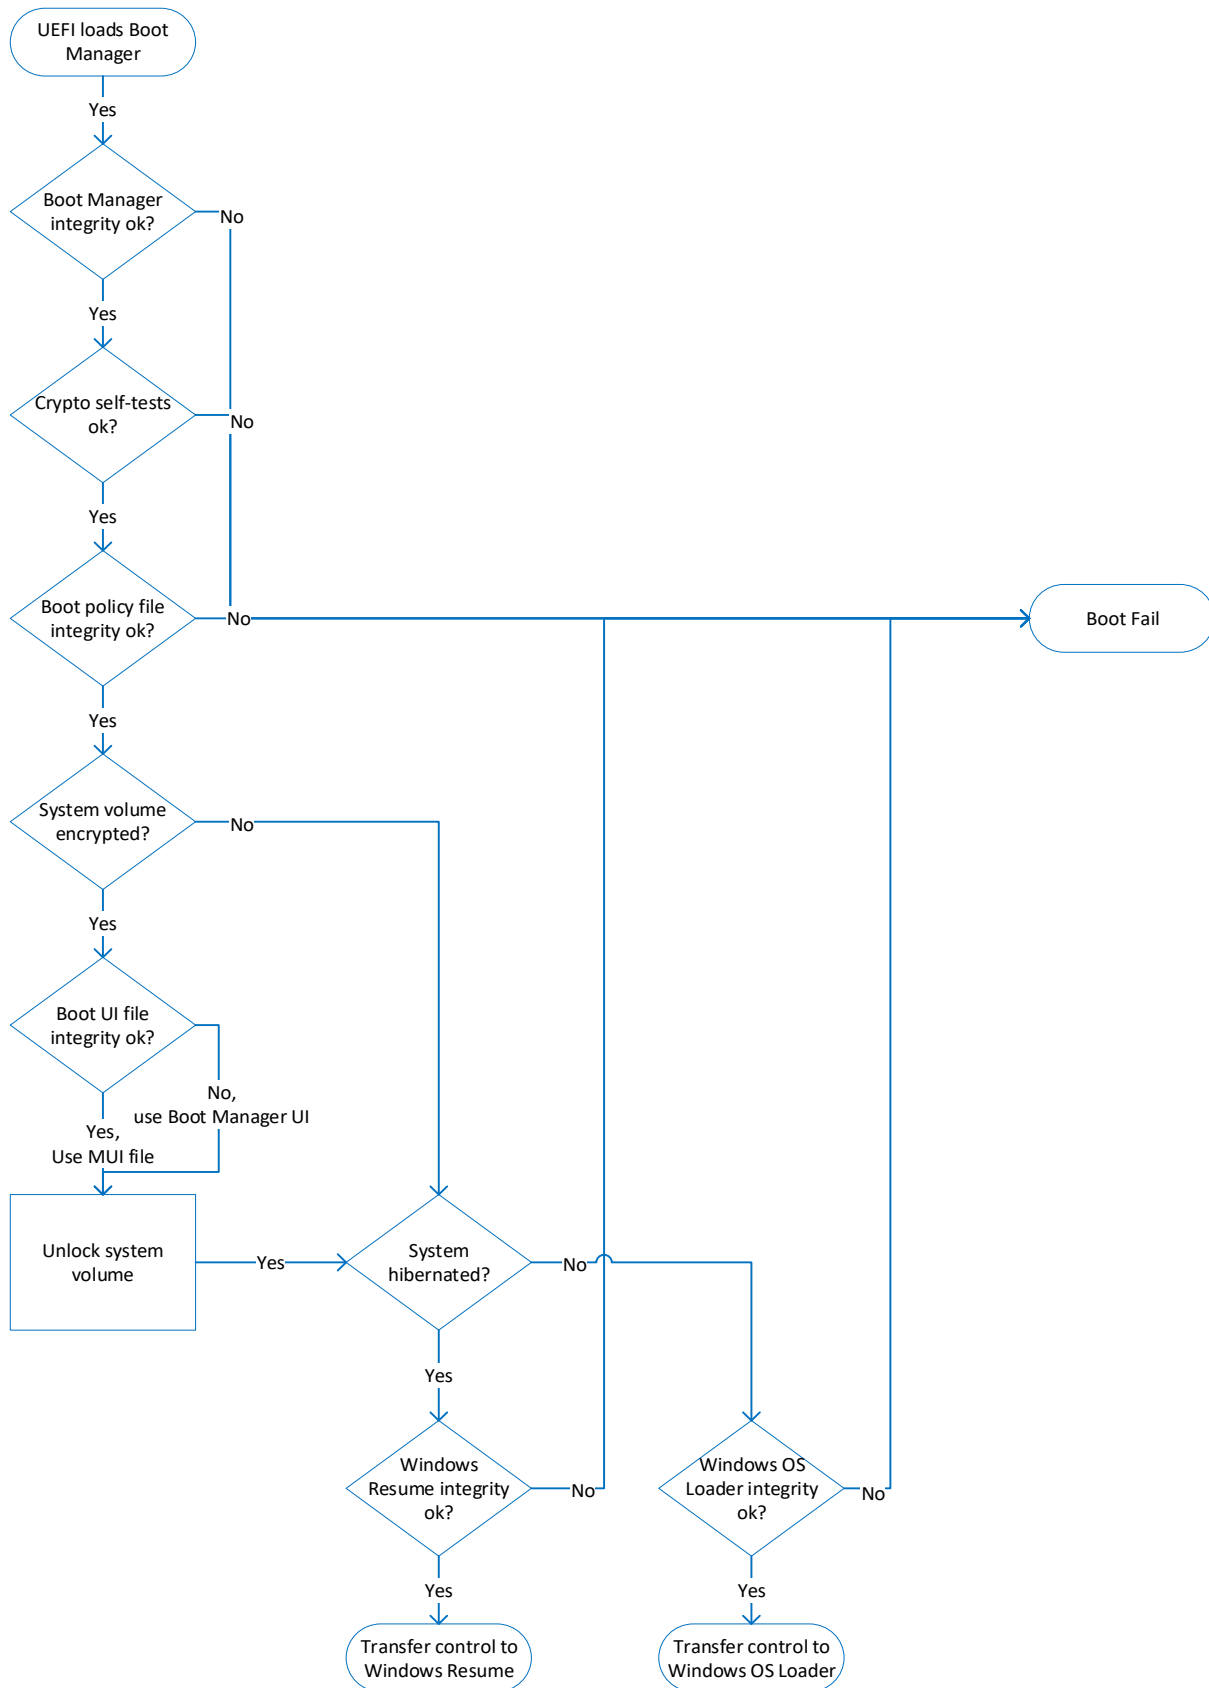 UEFI loads Boot
Manager
Yes
Boot Manager
integrity ok?
No
Yes
Crypto self-tests
ok?
No
Yes
Boot policy file
integrity ok?
No
Boot Fail
Yes
System volume
encrypted?
No
Yes
Boot UI file
integrity ok?
No,
use Boot Manager UI
Yes,
Use MUI file
Unlock system
volume
Yes
System
hibernated?
No
Yes
Windows
Resume integrity
ok?
No
Windows OS
Loader integrity
ok?
No
Yes
Yes
Transfer control to
Windows Resume
Transfer control to
Windows OS Loader